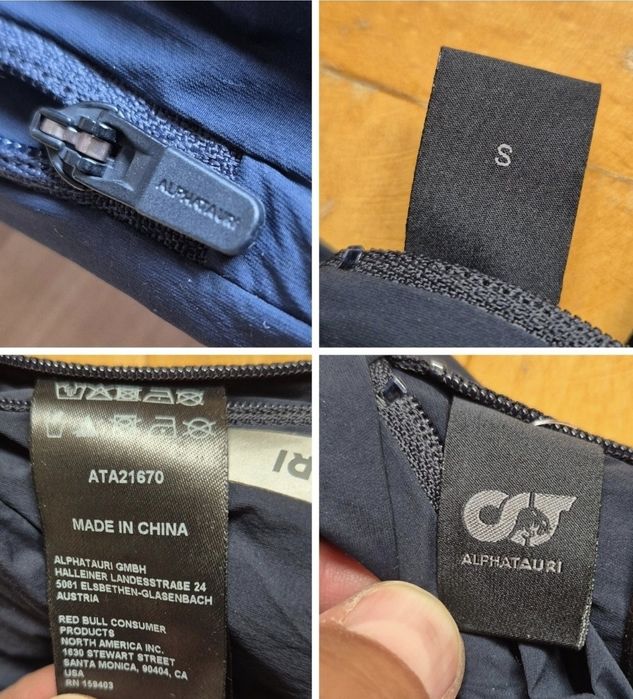 ALPHATAURI
S
RI
ATA21670
MADE IN CHINA
ALPHATAURI GMBH
HALLEINER LANDESSTRAßE 24
5061 ELSBETHEN-GLASENBACH
AUSTRIA
RED BULL CONSUMER
PRODUCTS
NORTH AMERICA INC.
1630 STEWART STREET
SANTA MONICA, 90404, CA
USA
RN 159403
ALPHATAURI